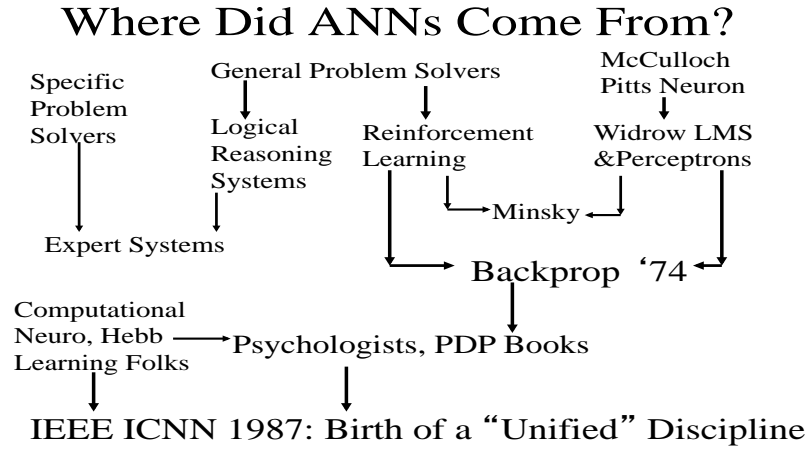 Where Did ANNs Come From?
Specific
Problem
Solvers
General Problem Solvers
McCulloch
Pitts Neuron
Logical
Reasoning
Systems
Reinforcement
Learning
Widrow LMS
&Perceptrons
Minsky
Expert Systems
Backprop ‘74
Computational
Neuro, Hebb
Learning Folks
Psychologists, PDP Books
IEEE ICNN 1987: Birth of a “Unified” Discipline